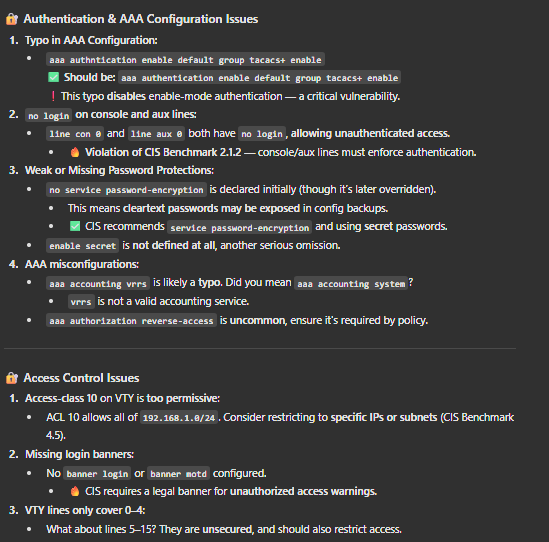 🔐 Authentication & AAA Configuration Issues
1. Typo in AAA Configuration:
• aaa authntication enable default group tacacs+ enable
✅ Should be: aaa authentication enable default group tacacs+ enable
❗ This typo disables enable-mode authentication — a critical vulnerability.
2. no login on console and aux lines:
• line con 0 and line aux 0 both have no login, allowing unauthenticated access.
• 🔥 Violation of CIS Benchmark 2.1.2 — console/aux lines must enforce authentication.
3. Weak or Missing Password Protections:
• no service password-encryption is declared initially (though it's later overridden).
• This means cleartext passwords may be exposed in config backups.
• ✅ CIS recommends service password-encryption and using secret passwords.
• enable secret is not defined at all, another serious omission.
4. AAA misconfigurations:
• aaa accounting vrrs is likely a typo. Did you mean aaa accounting system?
• vrrs is not a valid accounting service.
• aaa authorization reverse-access is uncommon, ensure it's required by policy.
🔐 Access Control Issues
1. Access-class 10 on VTY is too permissive:
• ACL 10 allows all of 192.168.1.0/24. Consider restricting to specific IPs or subnets (CIS Benchmark
4.5).
2. Missing login banners:
• No banner login or banner motd configured.
• 🔥 CIS requires a legal banner for unauthorized access warnings.
3. VTY lines only cover 0–4:
• What about lines 5–15? They are unsecured, and should also restrict access.